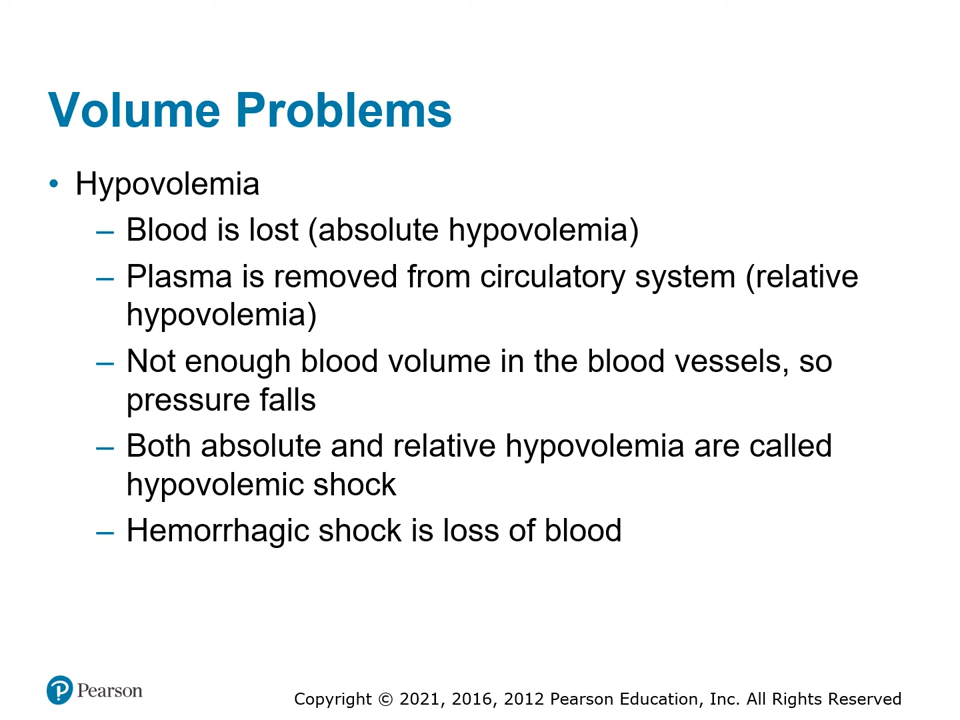 Volume Problems
• Hypovolemia
– Blood is lost (absolute hypovolemia)
– Plasma is removed from circulatory system (relative
hypovolemia)
– Not enough blood volume in the blood vessels, so
pressure falls
– Both absolute and relative hypovolemia are called
hypovolemic shock
– Hemorrhagic shock is loss of blood
P Pearson
Copyright © 2021, 2016, 2012 Pearson Education, Inc. All Rights Reserved